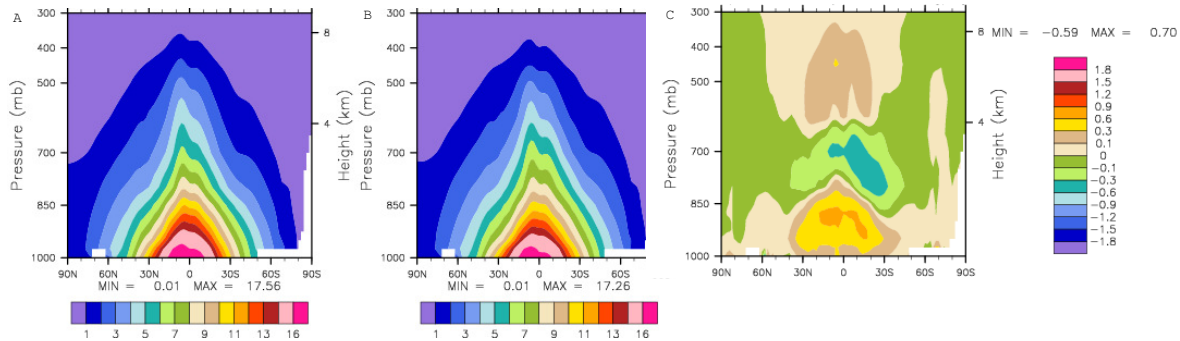 A
B
C
300
500
700
850
1000
Pressure (mb)
8
4
Height (km)
90N 60N 30N 0 30S 60S 90S
MIN = 0.01 MAX = 17.56
1 3 5 7 9 11 13 16
300
500
700
850
1000
Pressure (mb)
90N 60N 30N 0 30S 60S
MIN = 0.01 MAX = 17.26
1 3 5 7 9 11 13 16
300
500
700
850
1000
Pressure (mb)
8
4
Height (km)
90N 60N 30N 0 30S 60S 90S
MIN = -0.59 MAX = 0.70
1.8
1.5
1.2
0.9
0.6
0.3
0.1
0
-0.1
-0.3
-0.6
-0.9
-1.2
-1.5
-1.8